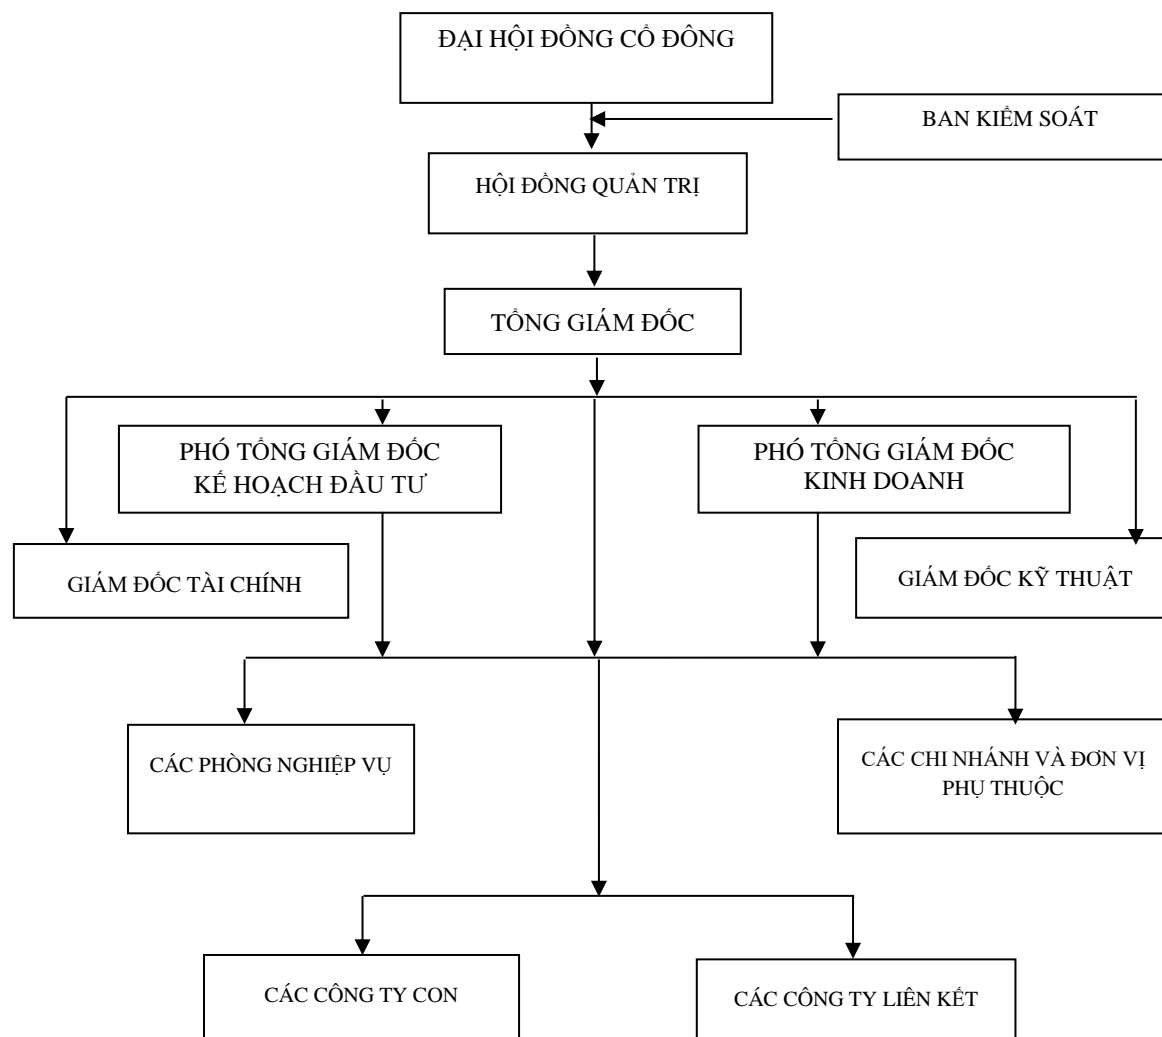 ĐẠI HỘI ĐỒNG CỔ ĐÔNG
BAN KIỂM SOÁT
HỘI ĐỒNG QUẢN TRỊ
TỔNG GIÁM ĐỐC
PHÓ TỔNG GIÁM ĐỐC
KẾ HOẠCH ĐẦU TƯ
PHÓ TỔNG GIÁM ĐỐC
KINH DOANH
GIÁM ĐỐC TÀI CHÍNH
GIÁM ĐỐC KỸ THUẬT
CÁC PHÒNG NGHIỆP VỤ
CÁC CHI NHÁNH VÀ ĐƠN VỊ
PHỤ THUỘC
CÁC CÔNG TY CON
CÁC CÔNG TY LIÊN KẾT